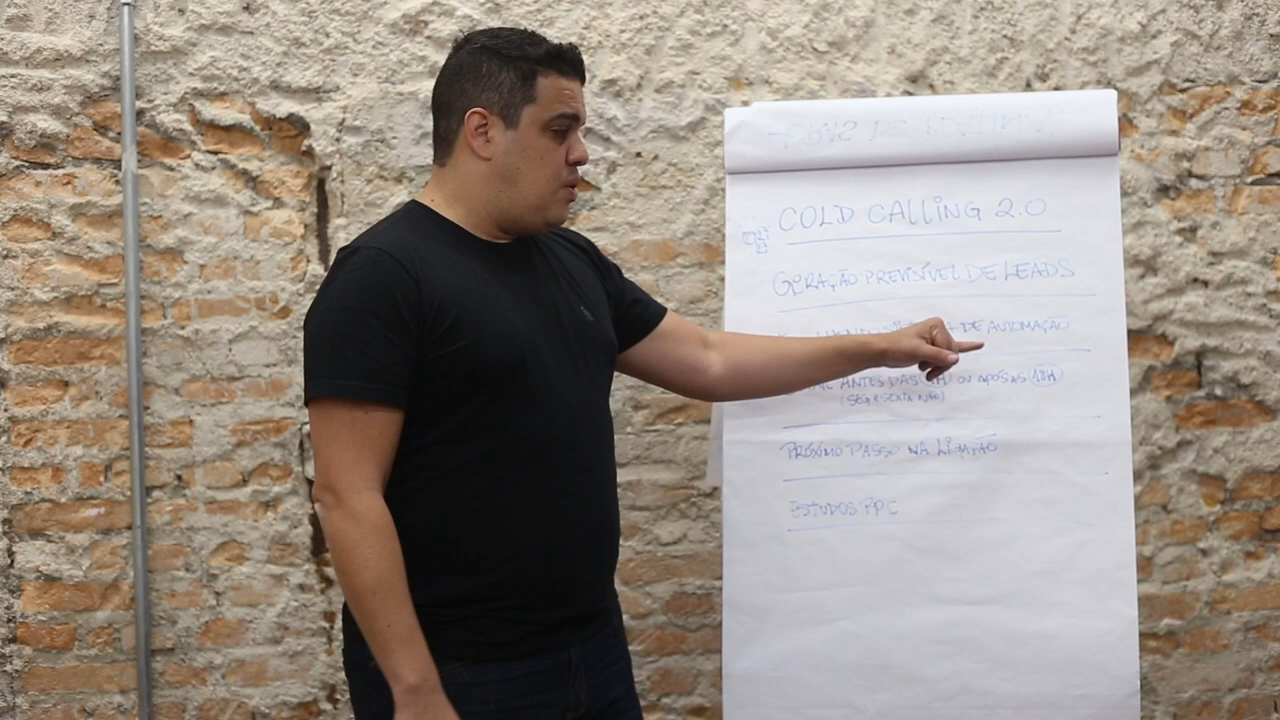 COLD CALLING 2.0
GERAÇÃO PREVISÍVEL DE LEADS
DE AUTOMAÇÃO
ANTES DAS 9H OU APÓS AS 18H
(SEG E SEXTA NÃO)
PRÓXIMO PASSO NA LIGAÇÃO
ESTUDOS PPC